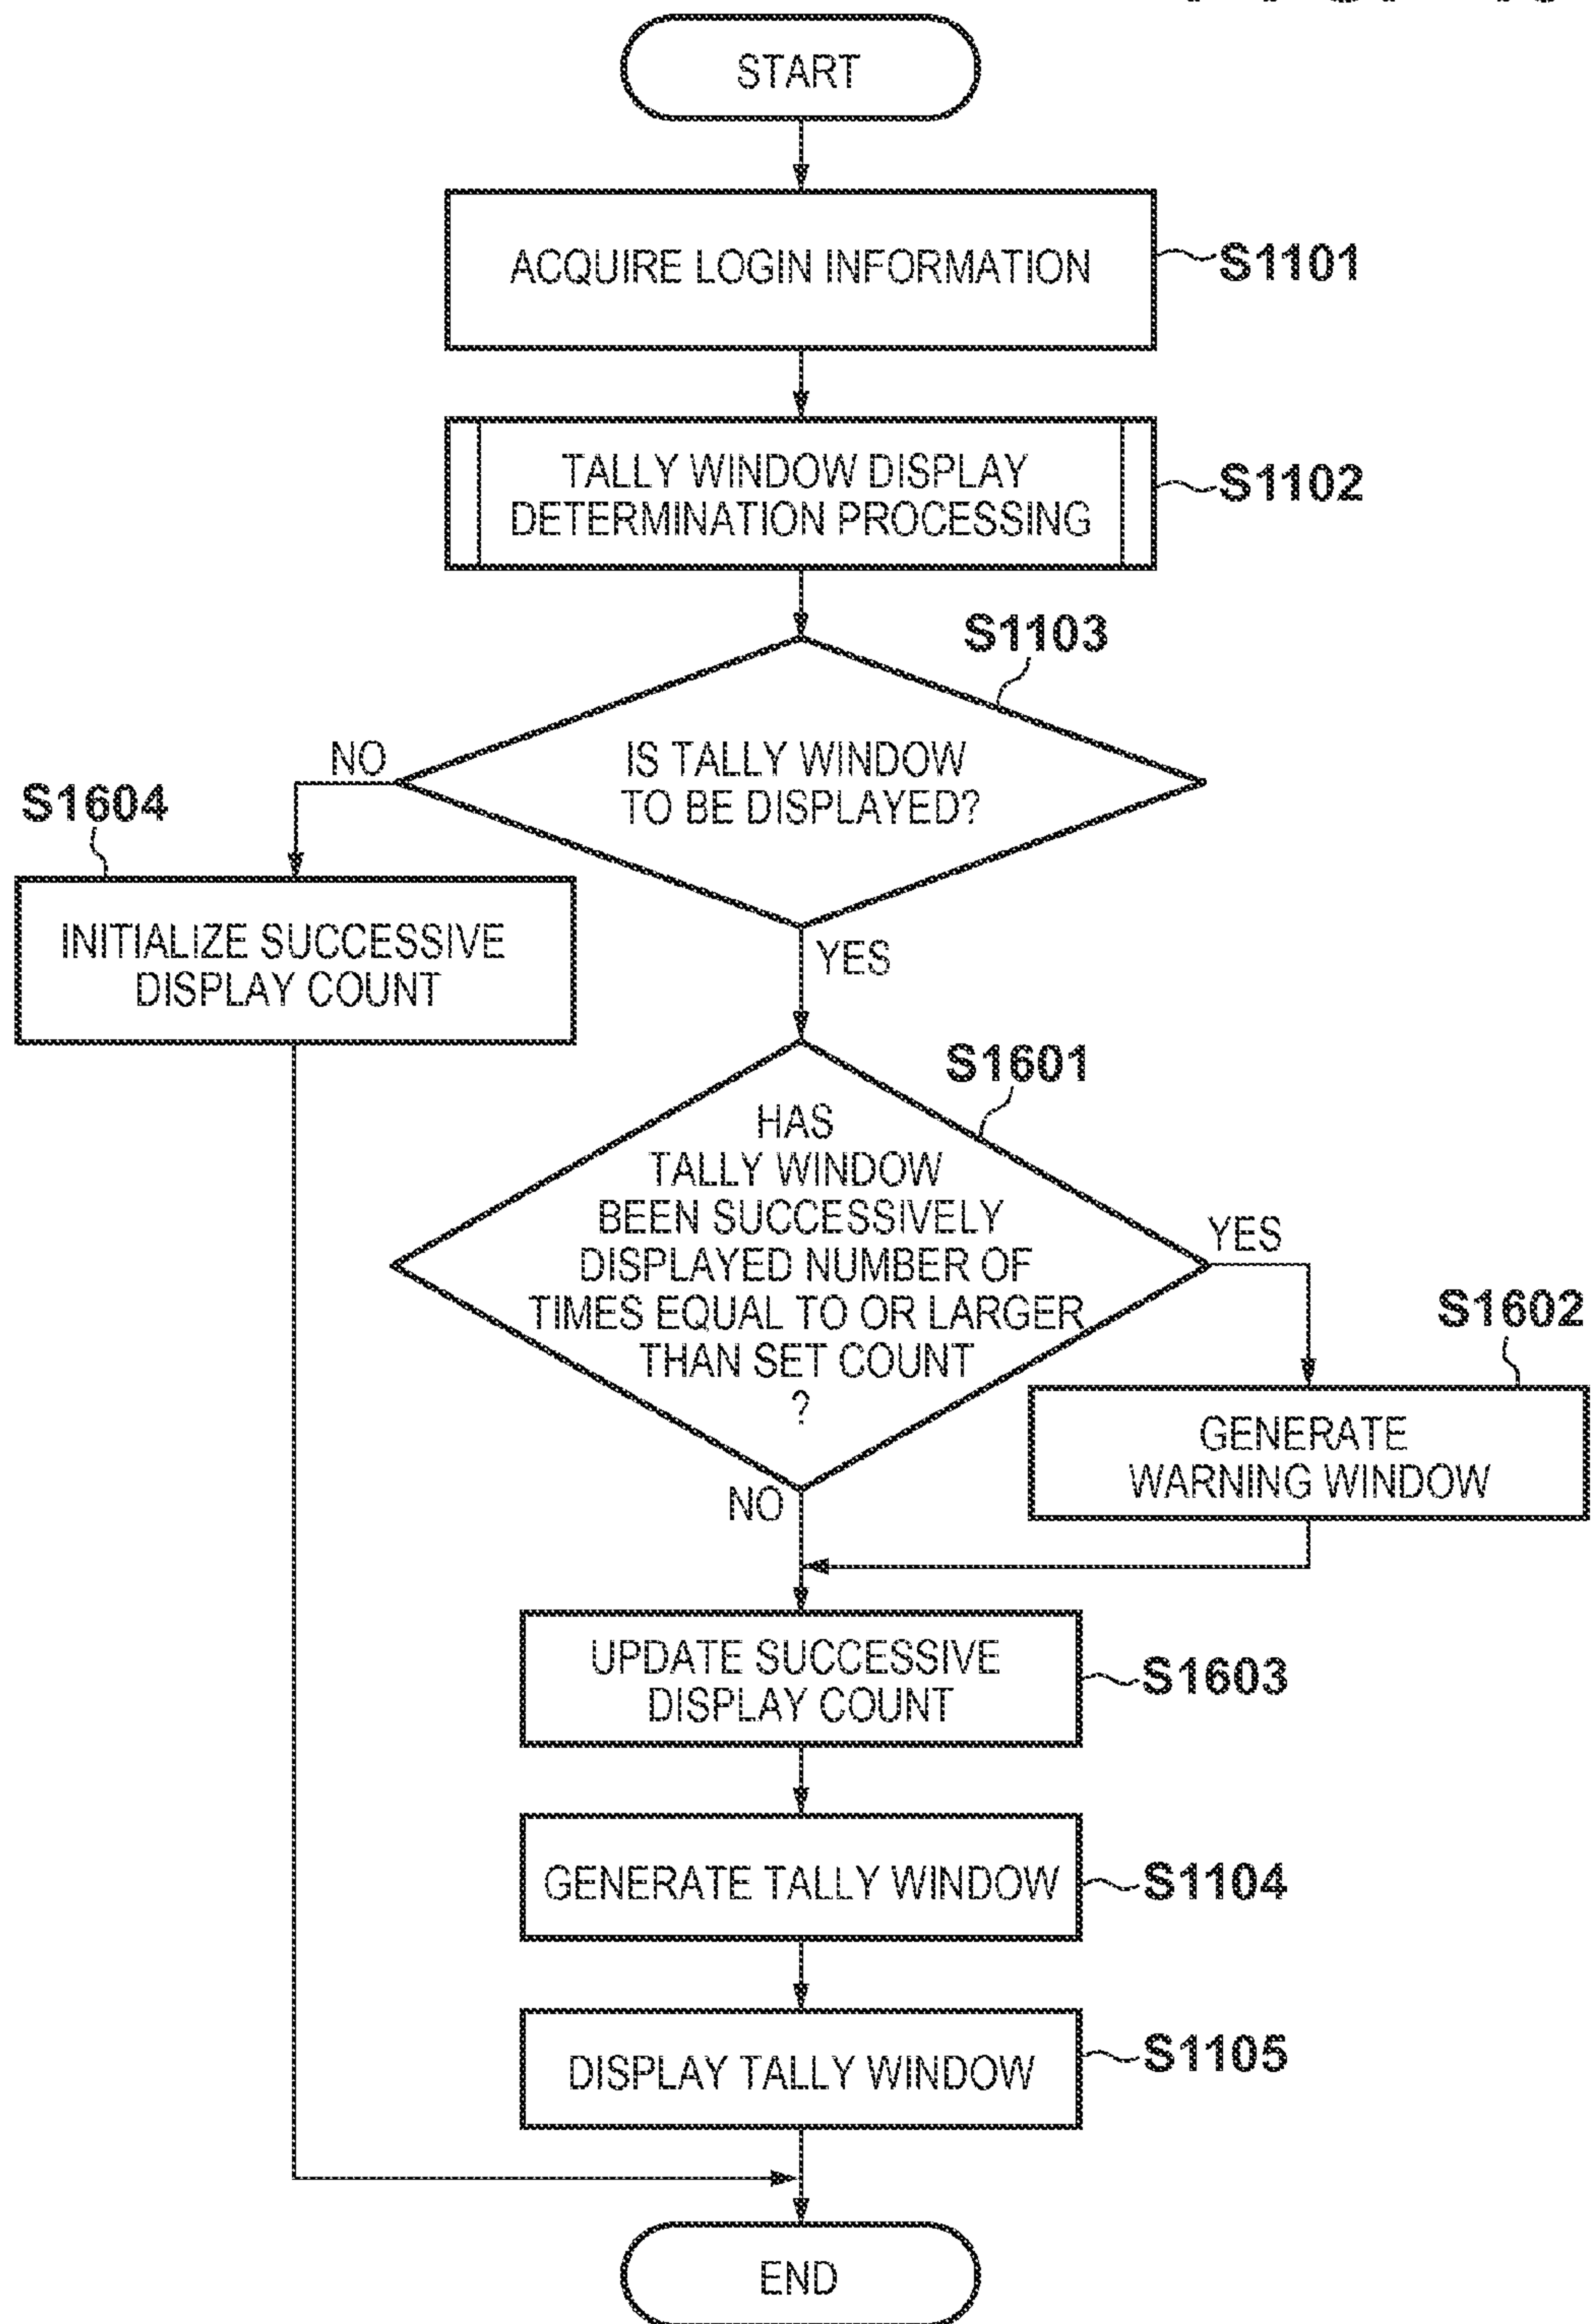 START
ACQUIRE LOGIN INFORMATION
S1101
TALLY WINDOW DISPLAY
DETERMINATION PROCESSING
S1102
S1103
IS TALLY WINDOW
TO BE DISPLAYED?
NO
S1604
INITIALIZE SUCCESSIVE
DISPLAY COUNT
YES
S1601
HAS
TALLY WINDOW
BEEN SUCCESSIVELY
DISPLAYED NUMBER OF
TIMES EQUAL TO OR LARGER
THAN SET COUNT
?
YES
S1602
GENERATE
WARNING WINDOW
NO
UPDATE SUCCESSIVE
DISPLAY COUNT
S1603
GENERATE TALLY WINDOW
S1104
DISPLAY TALLY WINDOW
S1105
END